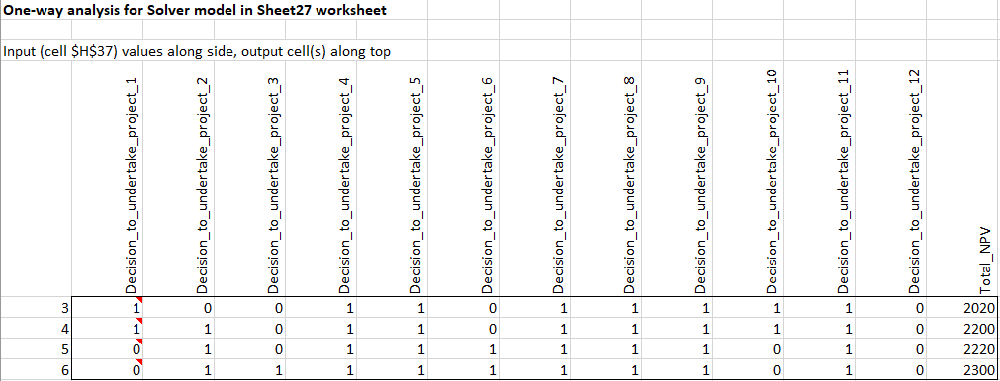 One-way analysis for Solver model in Sheet27 worksheet
Input (cell $H$37) values along side, output cell(s) along top
Decision_to_undertake_project_1 Decision_to_undertake_project_2 Decision_to_undertake_project_3 Decision_to_undertake_project_4 Decision_to_undertake_project_5 Decision_to_undertake_project_6 Decision_to_undertake_project_7 Decision_to_undertake_project_8 Decision_to_undertake_project_9 Decision_to_undertake_project_10 Decision_to_undertake_project_11 Decision_to_undertake_project_12 Total_NPV
3 1 0 0 1 1 0 1 1 1 1 1 0 2020
4 1 1 0 1 1 0 1 1 1 1 1 0 2200
5 0 1 0 1 1 1 1 1 1 0 1 0 2220
6 0 1 1 1 1 1 1 1 1 0 1 0 2300